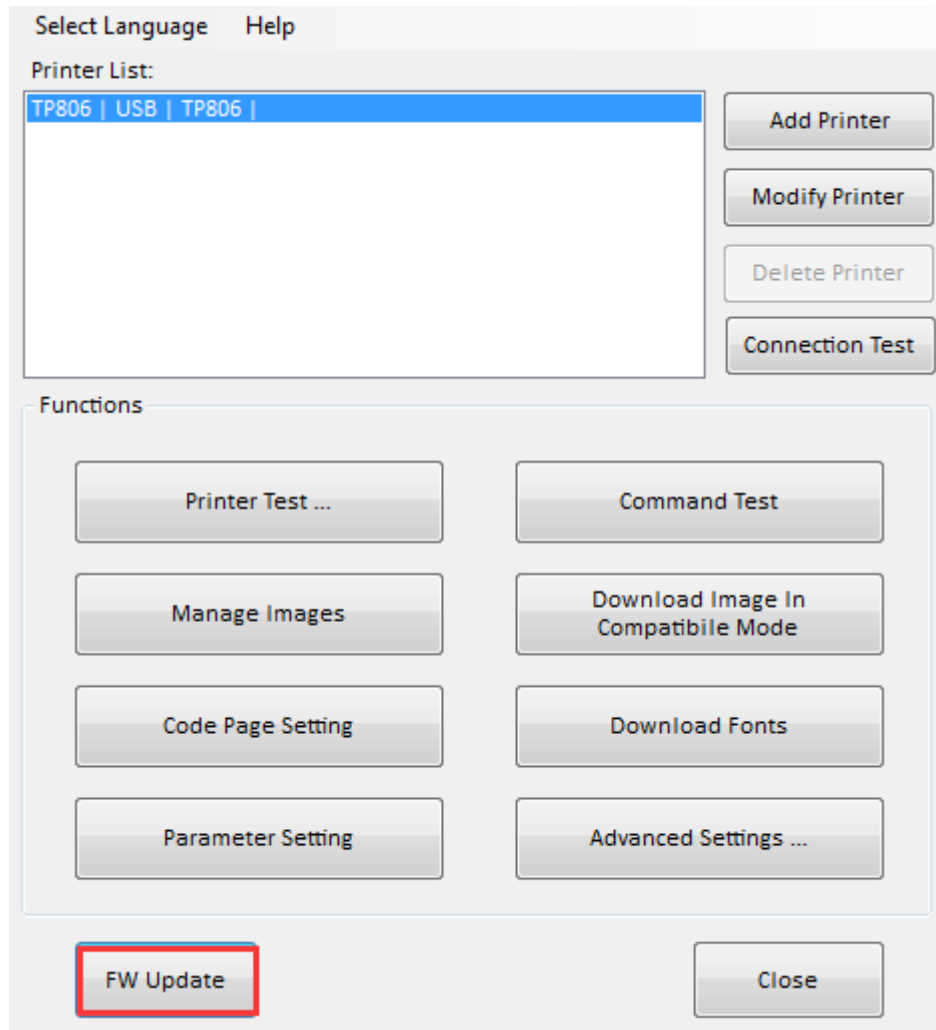 Select Language Help
Printer List:
TP806 | USB | TP806 |
Add Printer
Modify Printer
Delete Printer
Connection Test
Functions
Printer Test ...
Command Test
Manage Images
Download Image In
Compatibile Mode
Code Page Setting
Download Fonts
Parameter Setting
Advanced Settings ...
FW Update
Close